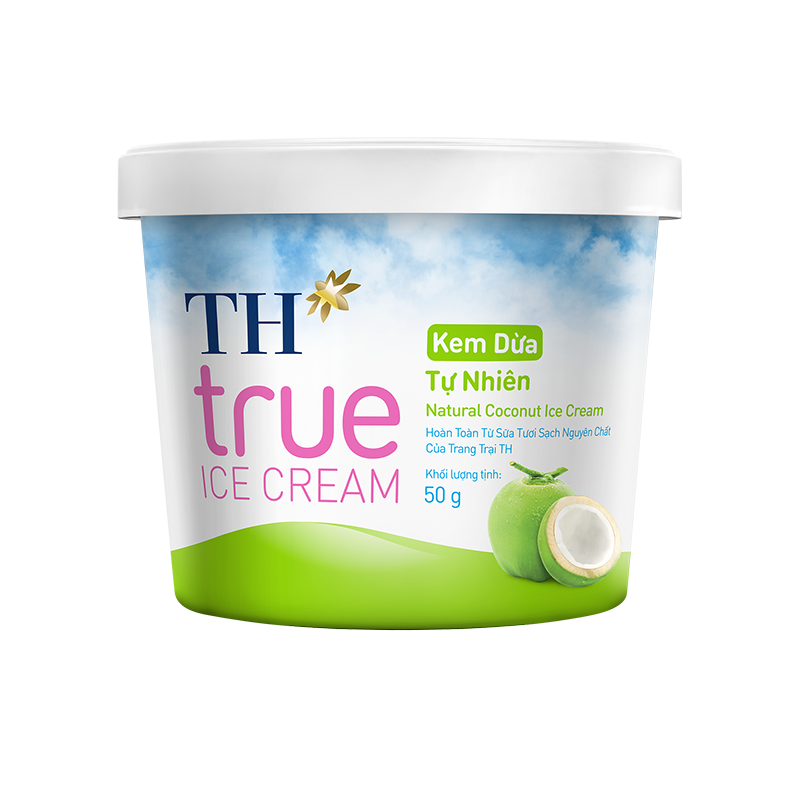 TH
true
ICE CREAM
Kem Dừa
Tự Nhiên
Natural Coconut Ice Cream
Hoàn Toàn Từ Sữa Tươi Sạch Nguyên Chất
Của Trang Trại TH
Khối lượng tịnh:
50 g